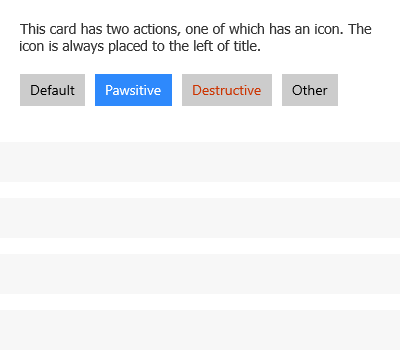 This card has two actions, one of which has an icon. The
icon is always placed to the left of title.
Default Pawsitive Destructive Other